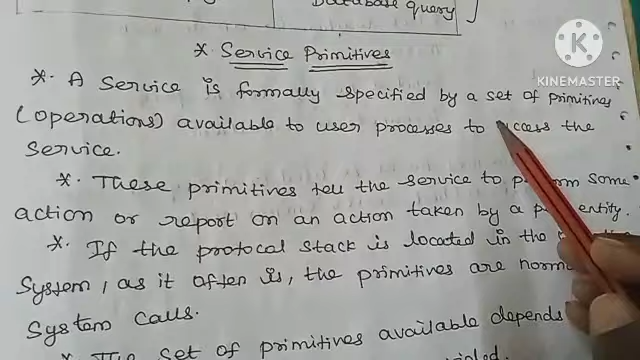 Database query
* Service Primitives
K
KINEMASTER
* A Service is formally specified by a set of primitives
(operations) available to user processes to access the
service.
* These primitives tell the service to perform some
action or report on an action taken by a entity.
* If the protocal stack is located in the
System, as it often is, the primitives are
System calls.
* The set of primitives available depends